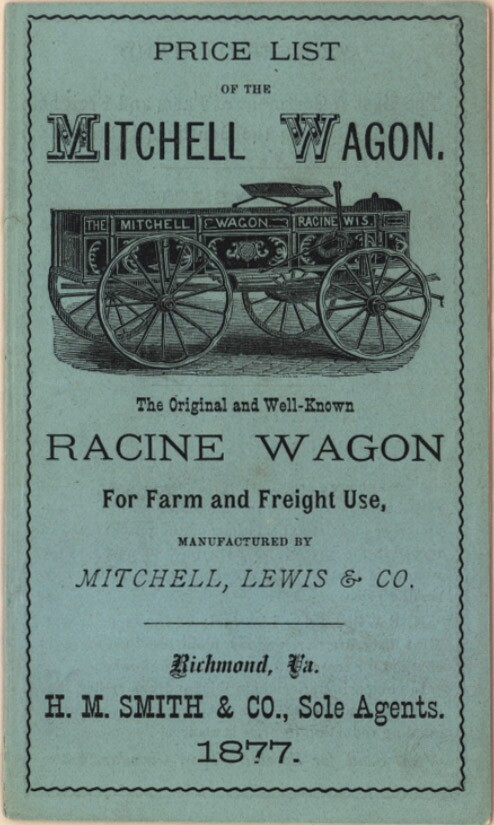 PRICE LIST
OF THE
MITCHELL WAGON.
THE MITCHELL WAGON RACINE WIS.
The Original and Well-Known
RACINE WAGON
For Farm and Freight Use,
MANUFACTURED BY
MITCHELL, LEWIS & CO.
Richmond, Va.
H. M. SMITH & CO., Sole Agents.
1877.